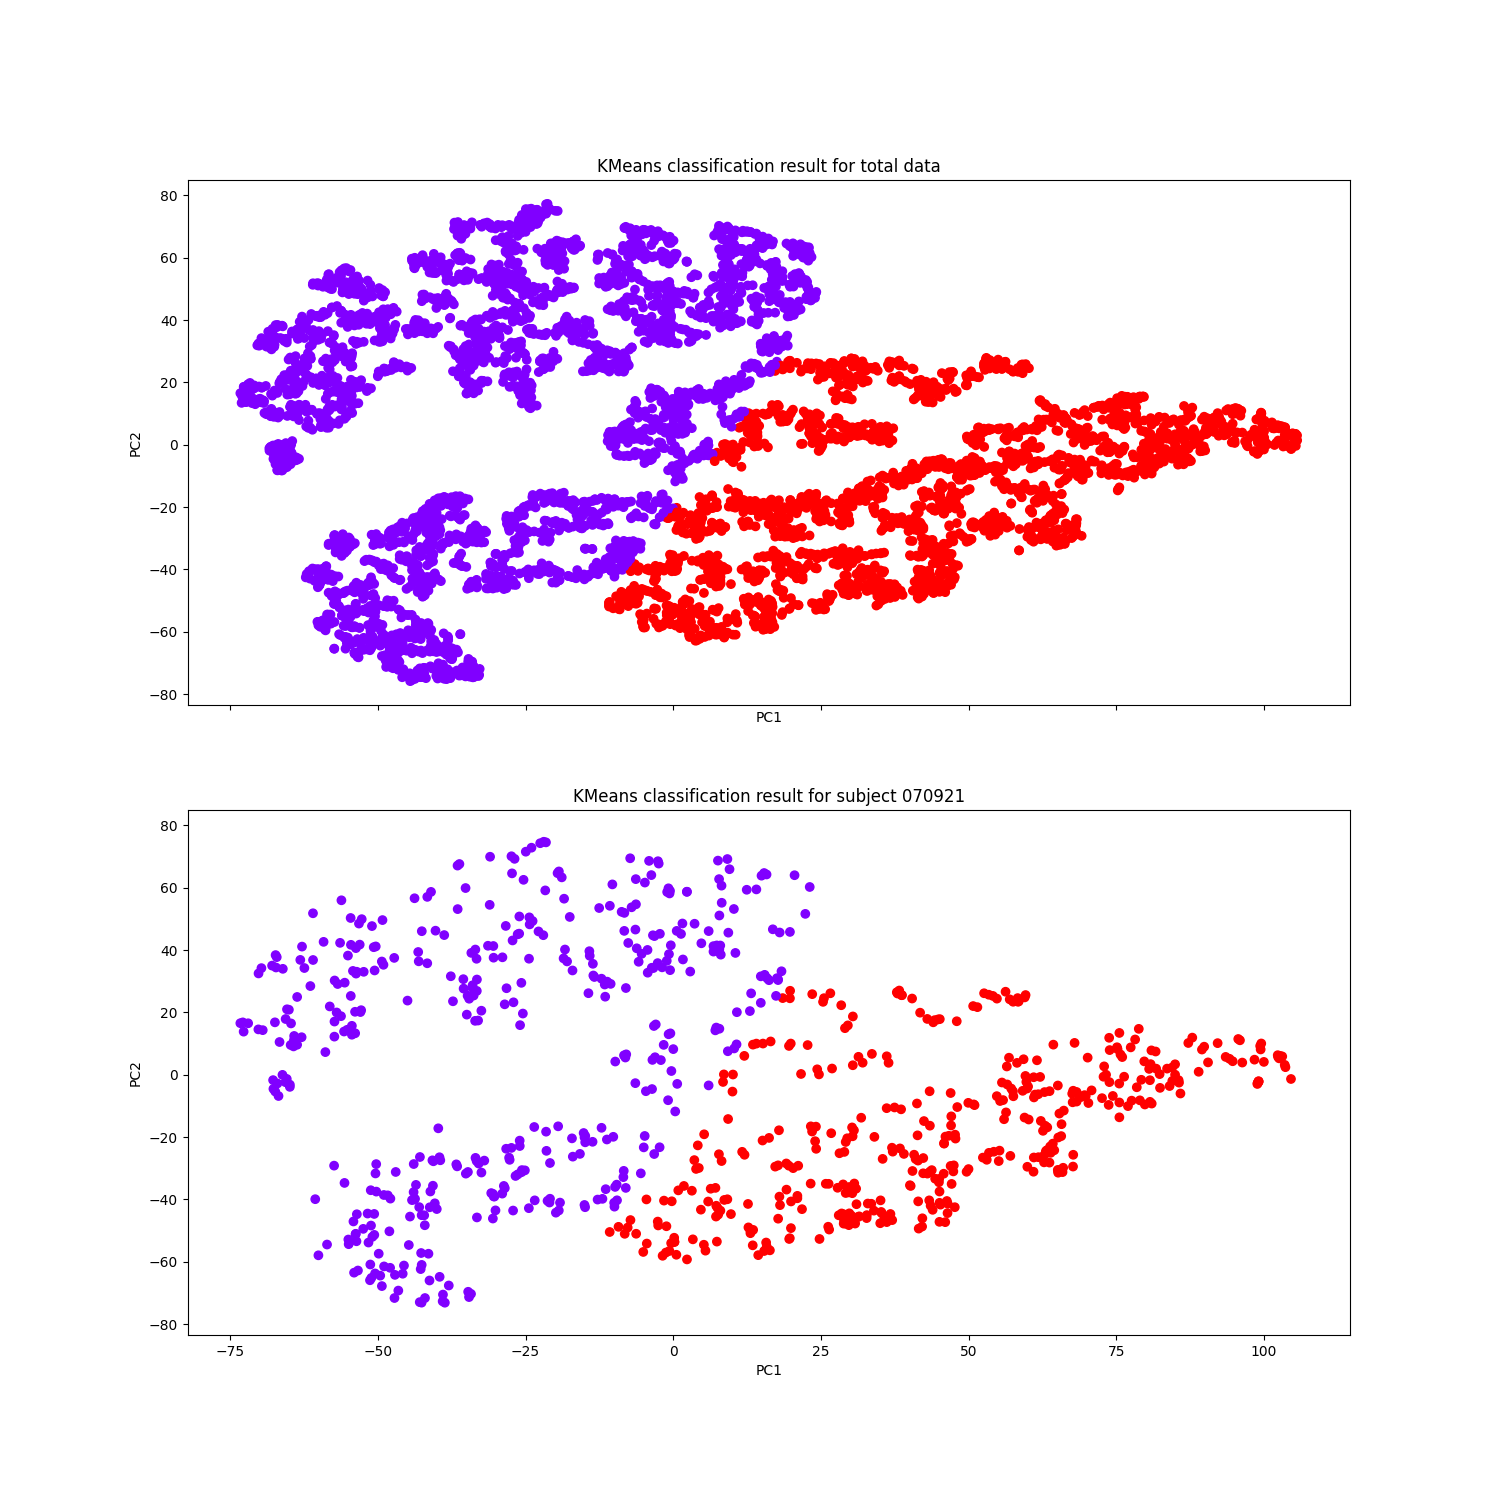 KMeans classification result for total data
PC2
80
60
40
20
0
−20
−40
−60
−80
PC1
KMeans classification result for subject 070921
PC2
80
60
40
20
0
−20
−40
−60
−80
−75 −50 −25 0 25 50 75 100
PC1